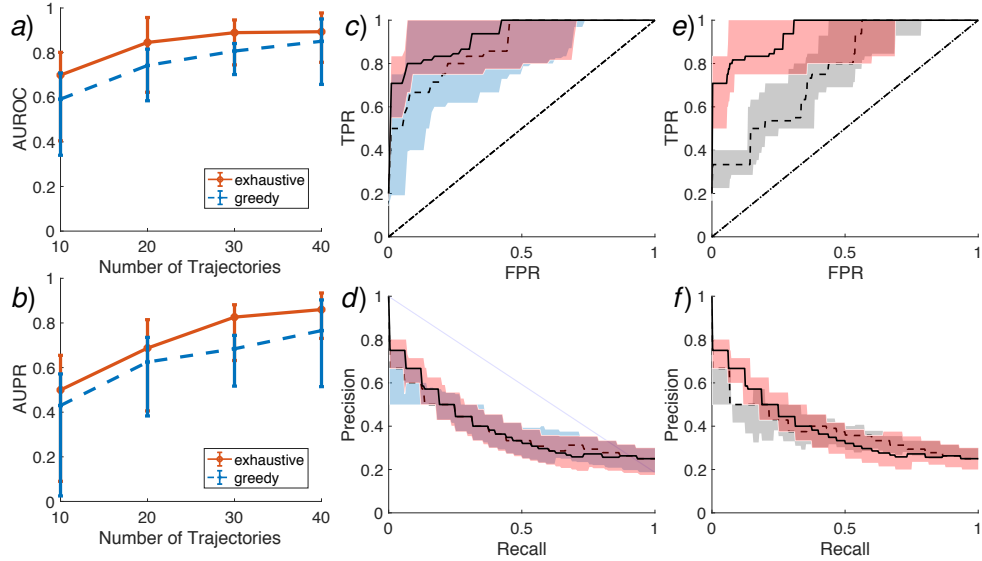 a)
1
0.8
0.6
0.4
0.2
0
AUROC
10
20
30
40
Number of Trajectories
exhaustive
greedy
b)
1
0.8
0.6
0.4
0.2
0
AUPR
10
20
30
40
Number of Trajectories
exhaustive
greedy
c)
1
0.8
0.6
0.4
0.2
0
TPR
0
0.5
1
FPR
d)
1
0.8
0.6
0.4
0.2
0
Precision
0
0.5
1
Recall
e)
1
0.8
0.6
0.4
0.2
0
TPR
0
0.5
1
FPR
f)
1
0.8
0.6
0.4
0.2
0
Precision
0
0.5
1
Recall